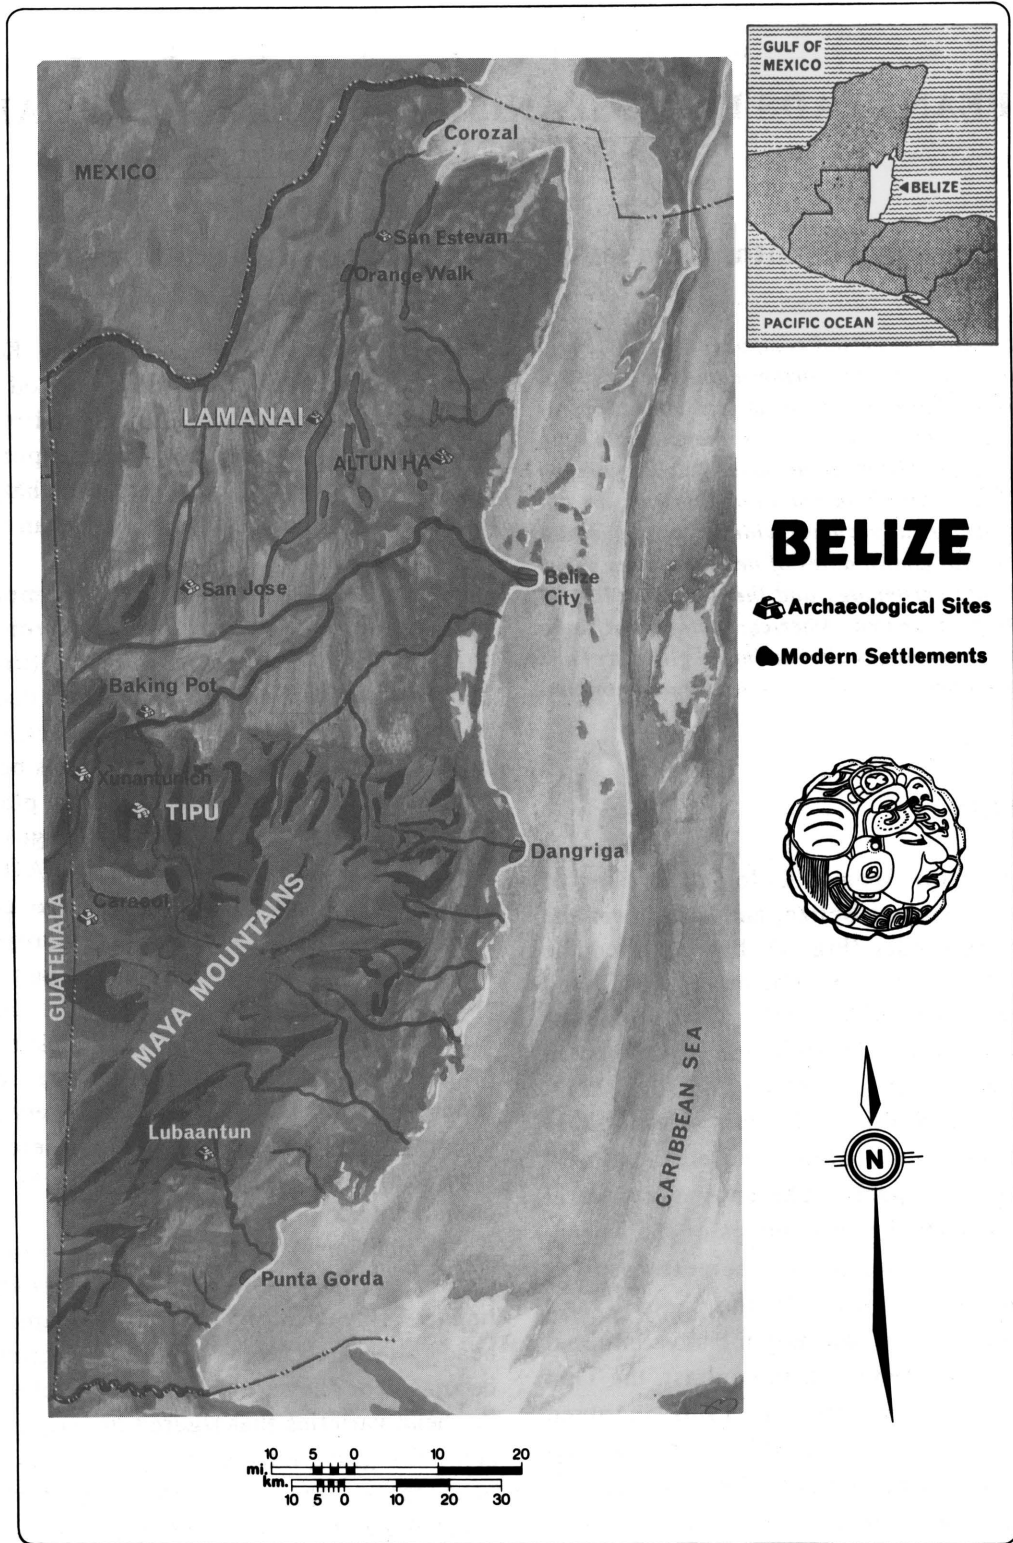 GULF OF
MEXICO
BELIZE
PACIFIC OCEAN
MEXICO
Corozal
San Estevan
Orange Walk
LAMANAI
ALTUN HA
San Jose
Belize
City
Baking Pot
Xunantunich
TIPU
Dangriga
Caracol
GUATEMALA
MAYA MOUNTAINS
CARIBBEAN SEA
Lubaantun
Punta Gorda
BELIZE
Archaeological Sites
Modern Settlements
N
10 5 0 10 20
mi.
km.
10 5 0 10 20 30